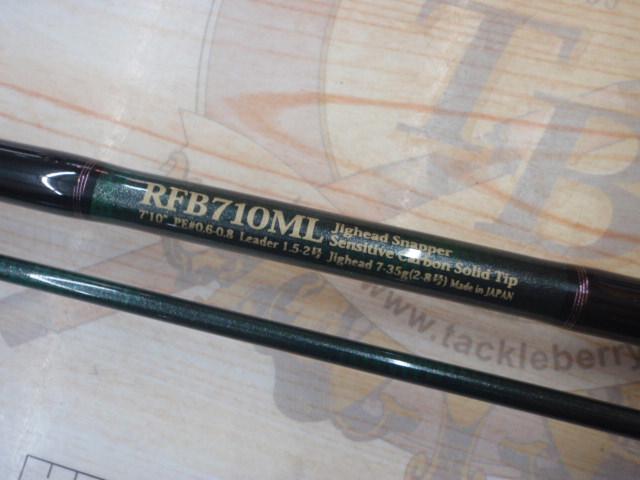 RFB710ML Jighead Snapper
Sensitive Carbon Solid Tip
7'10" PE#0.6-0.8 Leader 1.5-2号 Jighead 7-35g(2-8号) Made in JAPAN
TB
www.tackleberry